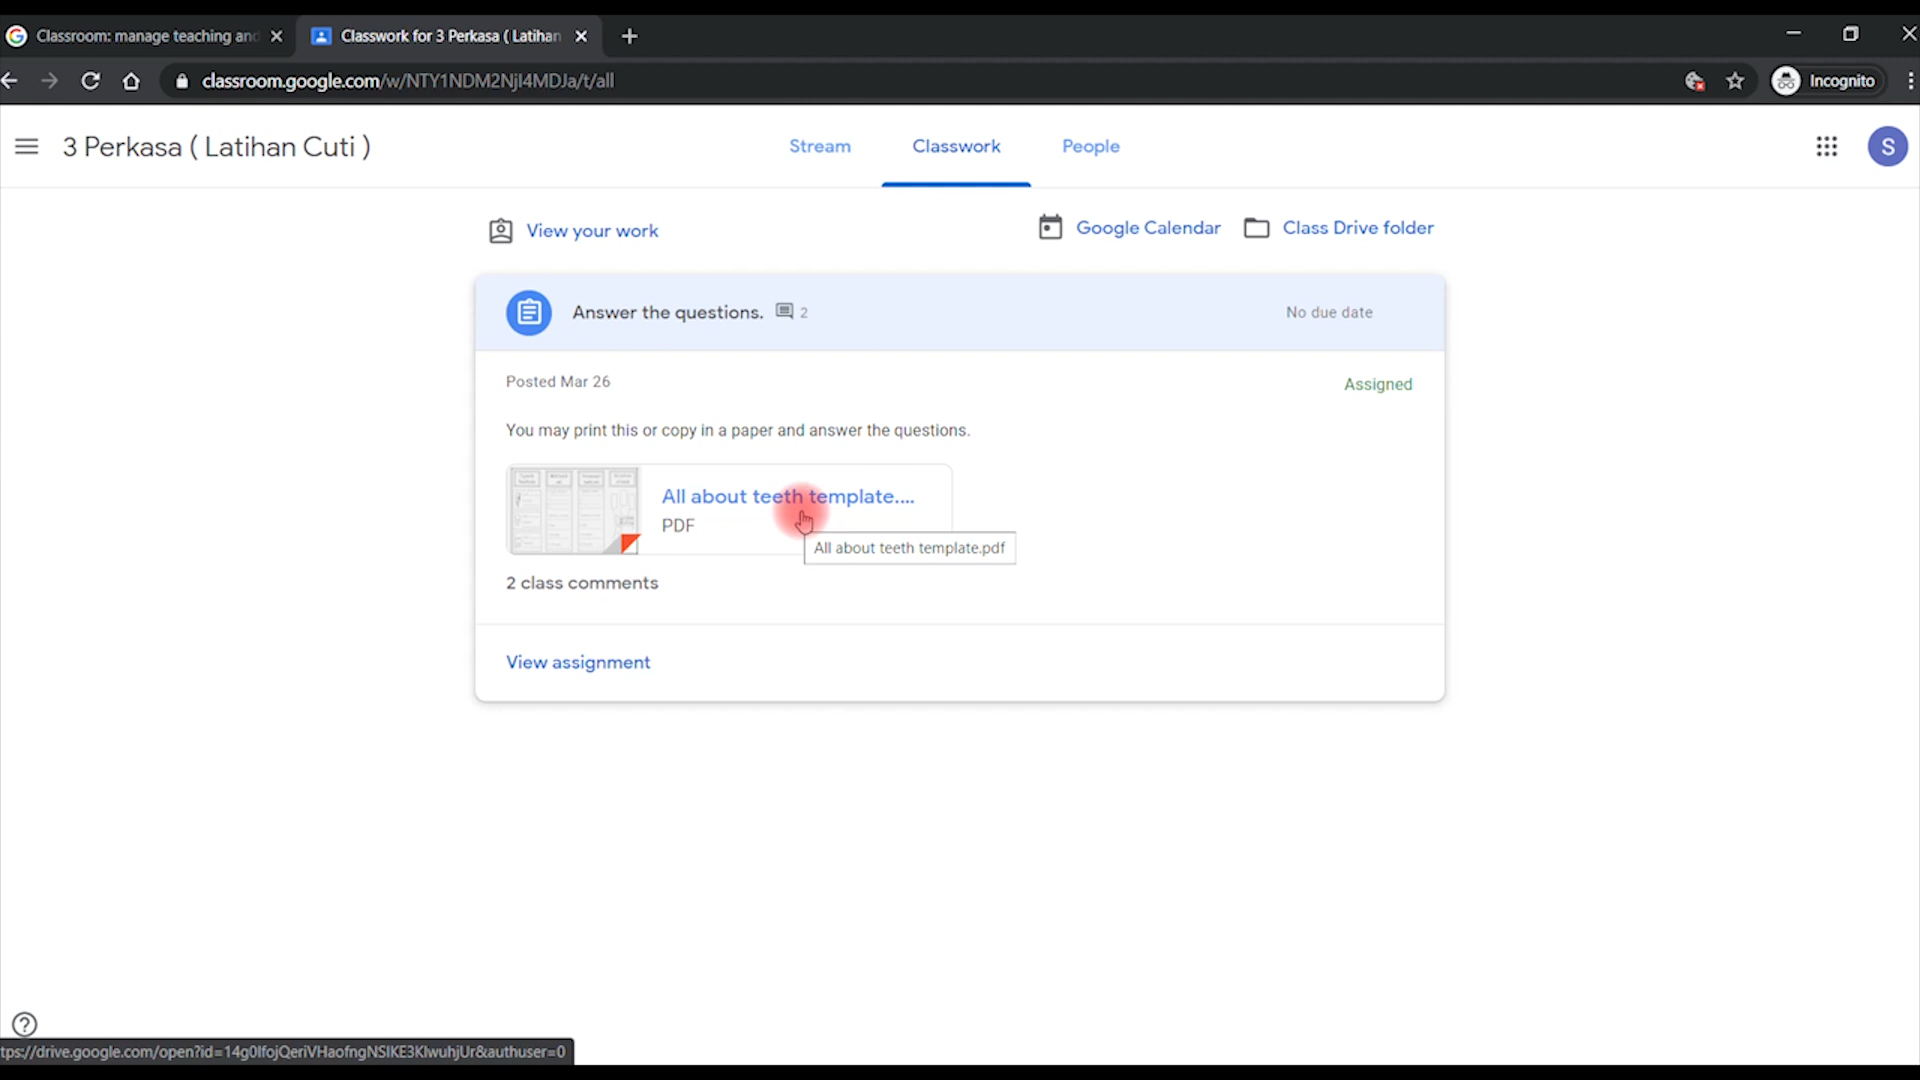 Classroom: manage teaching and
Classwork for 3 Perkasa ( Latihan
classroom.google.com/w/NTY1NDM2NjI4MDJa/t/all
Incognito
3 Perkasa ( Latihan Cuti )
Stream
Classwork
People
S
View your work
Google Calendar
Class Drive folder
Answer the questions.
2
No due date
Posted Mar 26
Assigned
You may print this or copy in a paper and answer the questions.
All about teeth template....
PDF
All about teeth template.pdf
2 class comments
View assignment
tps://drive.google.com/open?id=14g0lfojQeriVHaofngNSIKE3KlwuhjUr&authuser=0